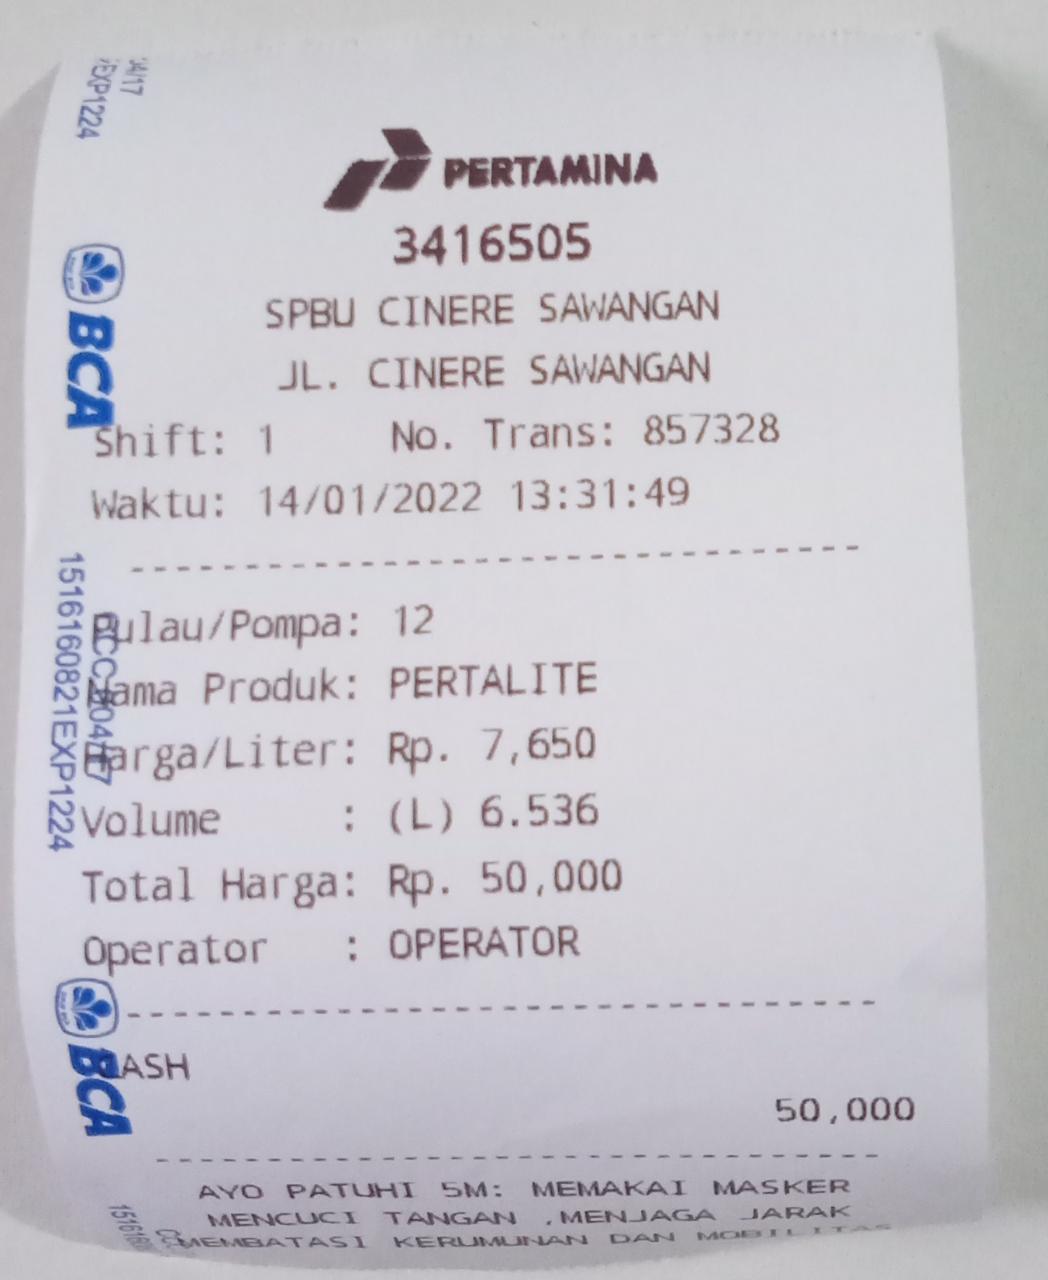 PERTAMINA
3416505
SPBU CINERE SAWANGAN
JL. CINERE SAWANGAN
Shift: 1 No. Trans: 857328
Waktu: 14/01/2022 13:31:49
Pulau/Pompa: 12
Nama Produk: PERTALITE
Harga/Liter: Rp. 7,650
Volume : (L) 6.536
Total Harga: Rp. 50,000
Operator : OPERATOR
CASH
50,000
AYO PATUHI 5M: MEMAKAI MASKER
MENCUCI TANGAN ,MENJAGA JARAK
MEMBATASI KERUMUNAN DAN MOBILITAS
04/17
EXP1224
BCA
1516160821EXP1224
BCA